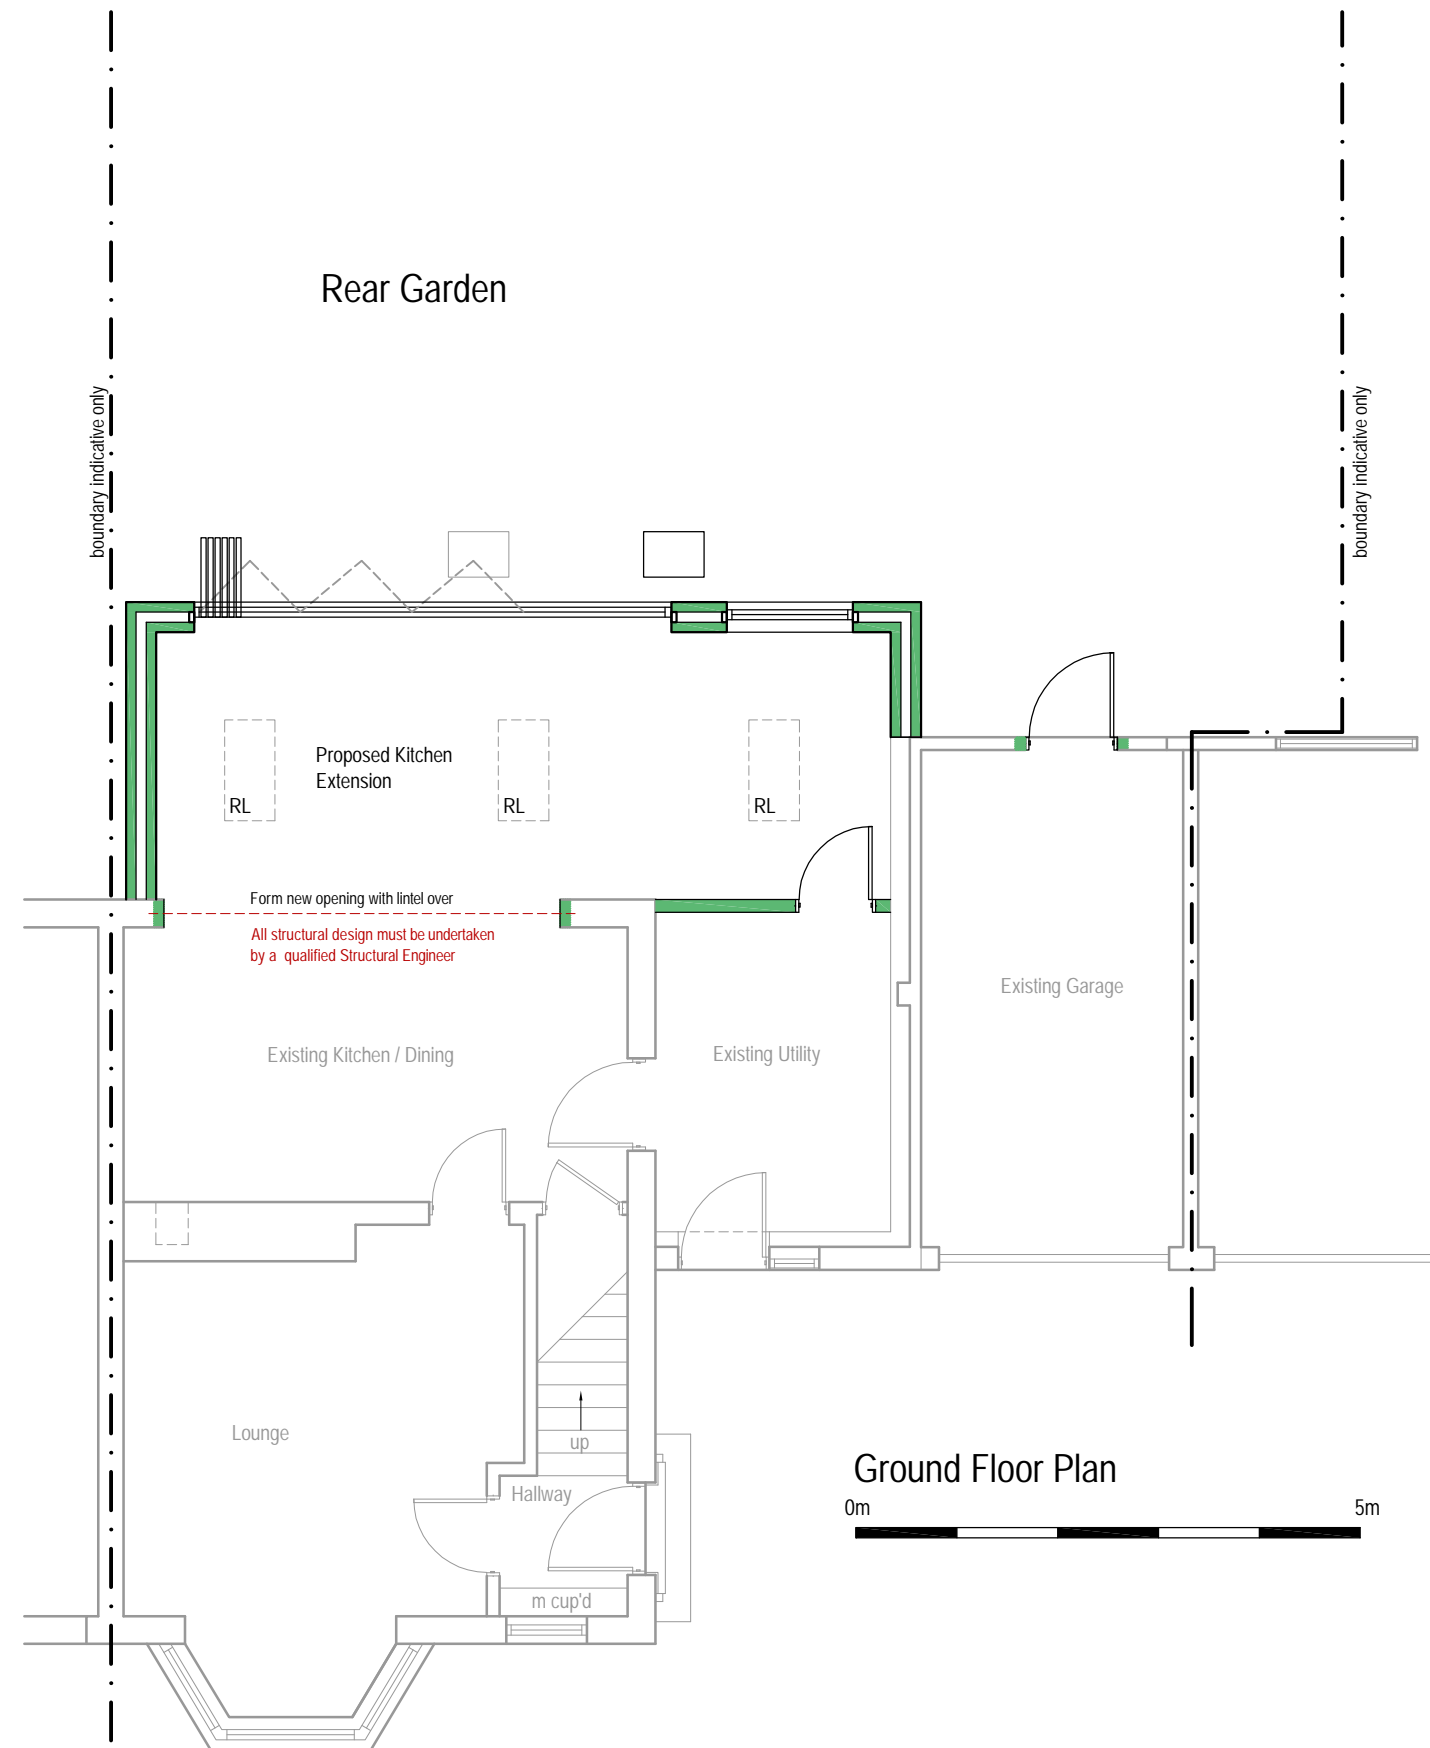 Rear Garden
boundary indicative only
boundary indicative only
Proposed Kitchen
Extension
RL
RL
RL
Form new opening with lintel over
All structural design must be undertaken
by a qualified Structural Engineer
Existing Garage
Existing Kitchen / Dining
Existing Utility
Lounge
up
Ground Floor Plan
Hallway
0m
5m
m cup'd